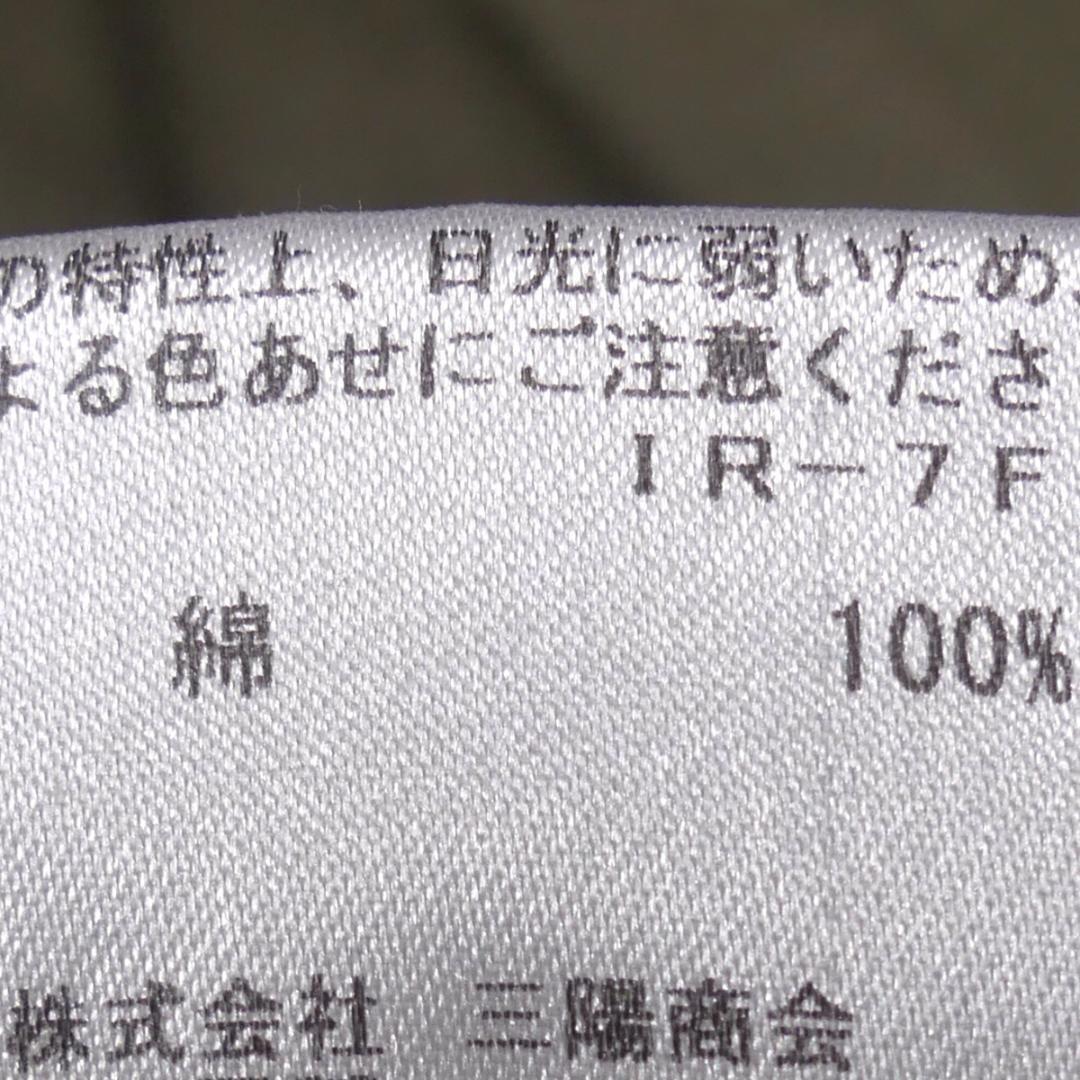 の特性上、日光に弱いため、
よる色あせにご注意くださ
IR-7F
綿 100%
株式会社 三陽商会